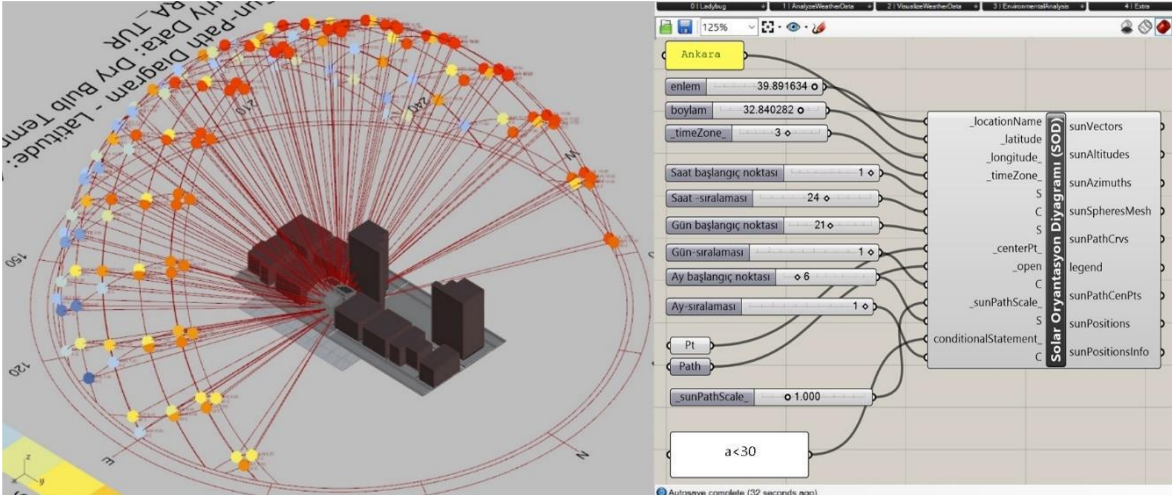 Sun-Path Diagram - Latitude:
Hourly Data: Dry Bulb Temp
RA_TUR
210
240
W
150
120
E
N
z
x
y
0 | Ladybug
1 | AnalyzeWeatherData
2 | VisualizeWeatherData
3 | EnvironmentalAnalysis
4 | Extra
125%
Ankara
enlem 39.891634
boylam 32.840282
_timeZone_ 3
Saat başlangıç noktası 1
Saat -sıralaması 24
Gün başlangıç noktası 21
Gün-sıralaması 1
Ay başlangıç noktası 6
Ay-sıralaması 1
Pt
Path
_sunPathScale_ 1.000
a<30
_locationName
_latitude
_longitude_
_timeZone_
S
C
S
_centerPt_
_open
C
_sunPathScale_
S
conditionalStatement_
C
Solar Oryantasyon Diyagramı (SOD)
sunVectors
sunAltitudes
sunAzimuths
sunSpheresMesh
sunPathCrvs
legend
sunPathCenPts
sunPositions
sunPositionsInfo
Autosave complete (32 seconds ago)